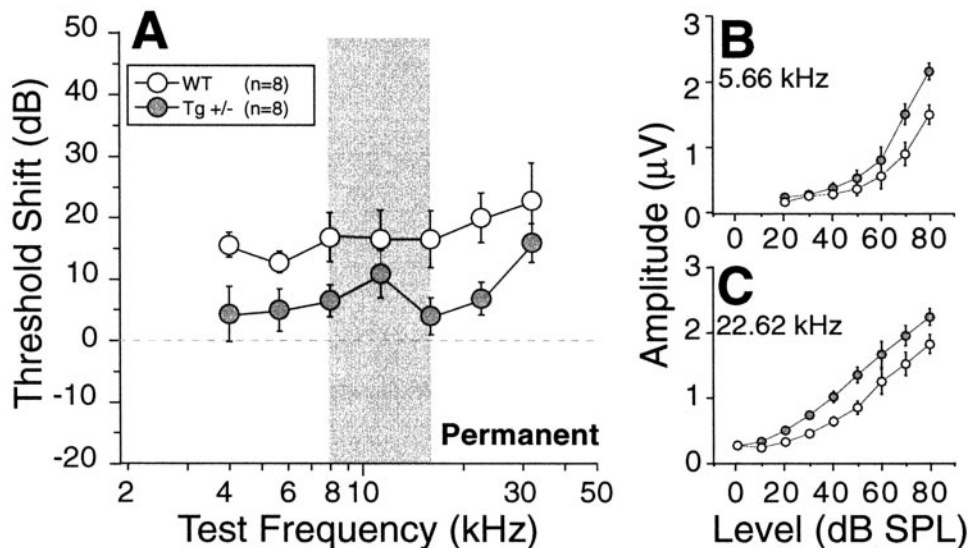 A
50
40
30
20
10
0
-10
-20
Threshold Shift (dB)
WT (n=8)
Tg +/- (n=8)
Permanent
2 4 6 8 10 30 50
Test Frequency (kHz)
B
5.66 kHz
3
2
1
0
0 20 40 60 80
Amplitude (μV)
C
22.62 kHz
3
2
1
0
0 20 40 60 80
Level (dB SPL)